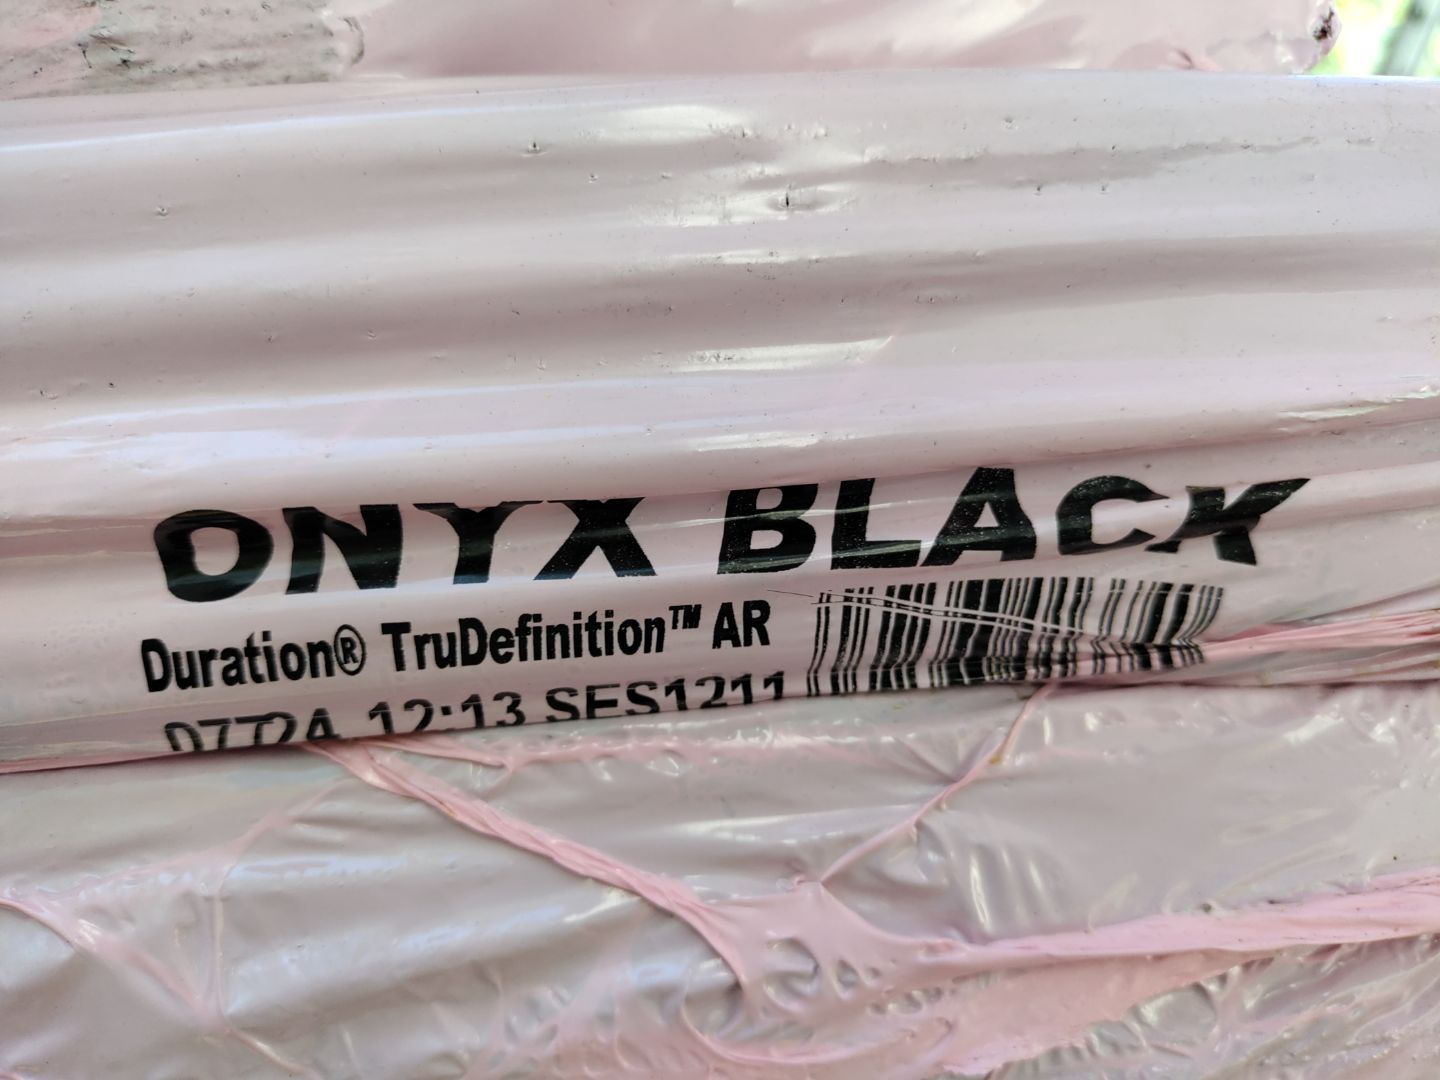 ONYX BLACK
Duration® TruDefinition™ AR
12:13 SES1211